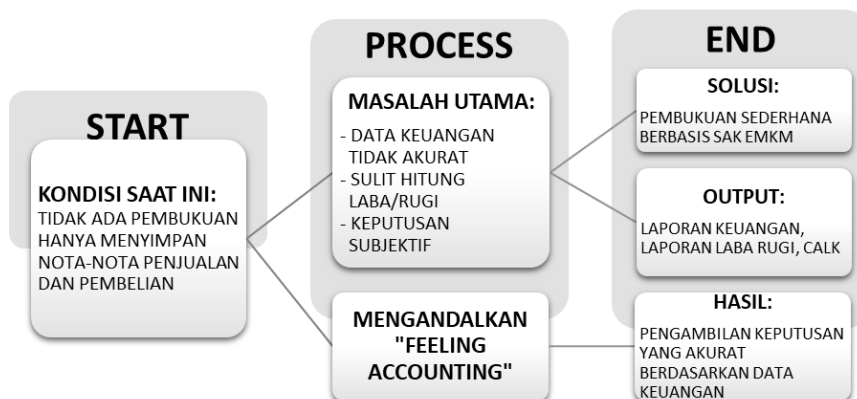 START
KONDISI SAAT INI:
TIDAK ADA PEMBUKUAN
HANYA MENYIMPAN
NOTA-NOTA PENJUALAN
DAN PEMBELIAN
PROCESS
MASALAH UTAMA:
- DATA KEUANGAN
TIDAK AKURAT
- SULIT HITUNG
LABA/RUGI
- KEPUTUSAN
SUBJEKTIF
MENGANDALKAN
"FEELING
ACCOUNTING"
END
SOLUSI:
PEMBUKUAN SEDERHANA
BERBASIS SAK EMKM
OUTPUT:
LAPORAN KEUANGAN,
LAPORAN LABA RUGI, CALK
HASIL:
PENGAMBILAN KEPUTUSAN
YANG AKURAT
BERDASARKAN DATA
KEUANGAN